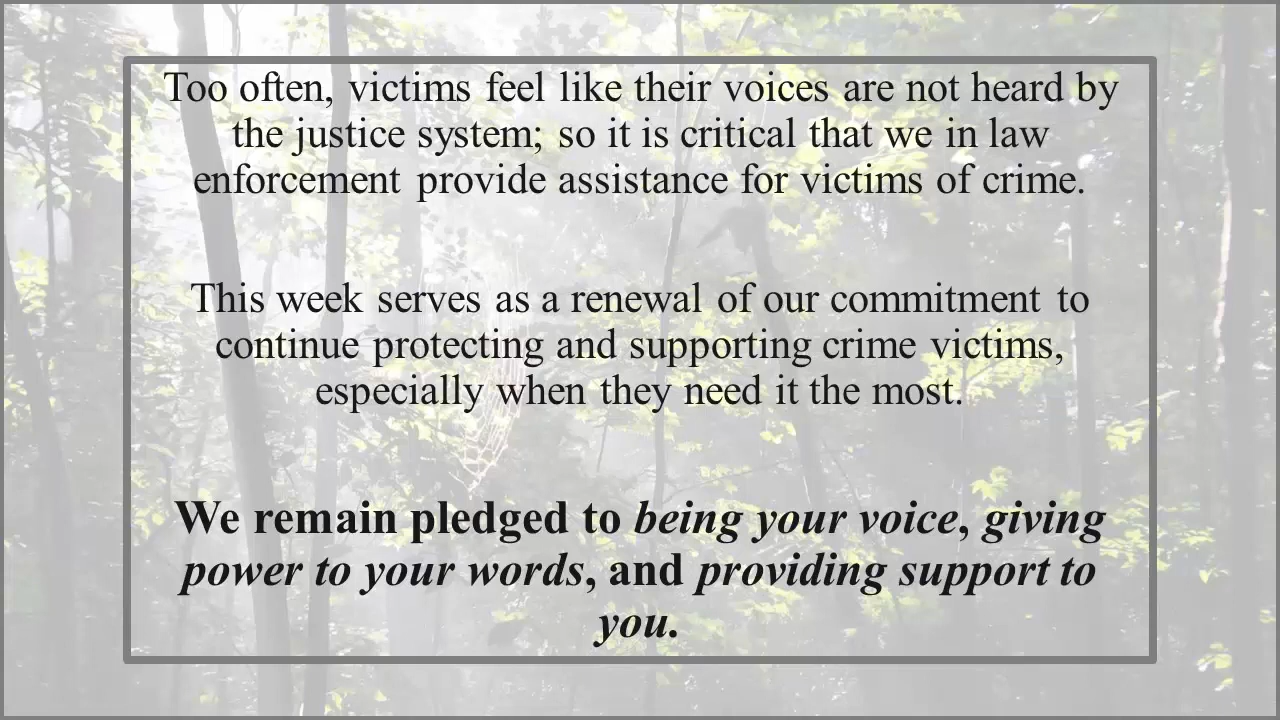 Too often, victims feel like their voices are not heard by
the justice system; so it is critical that we in law
enforcement provide assistance for victims of crime.
This week serves as a renewal of our commitment to
continue protecting and supporting crime victims,
especially when they need it the most.
We remain pledged to being your voice, giving
power to your words, and providing support to
you.